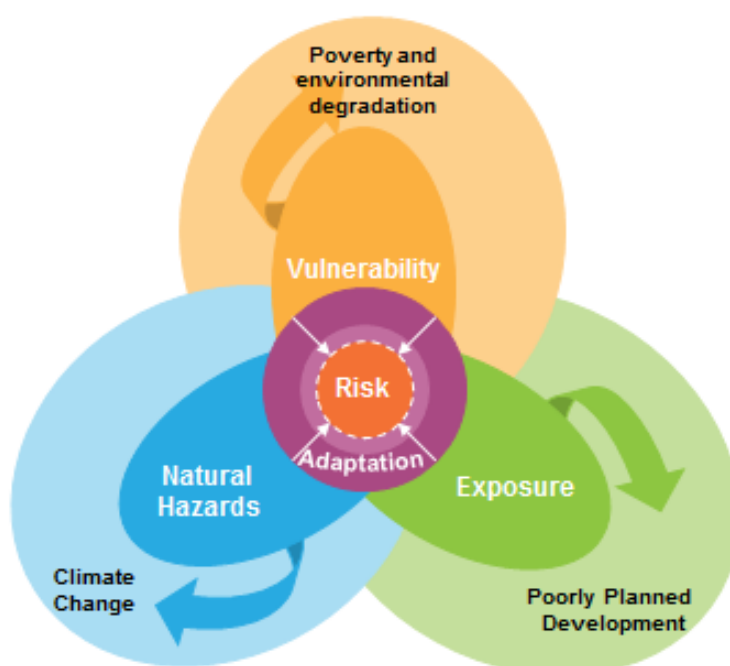 Poverty and
environmental
degradation
Vulnerability
Risk
Adaptation
Natural
Hazards
Exposure
Climate
Change
Poorly Planned
Development